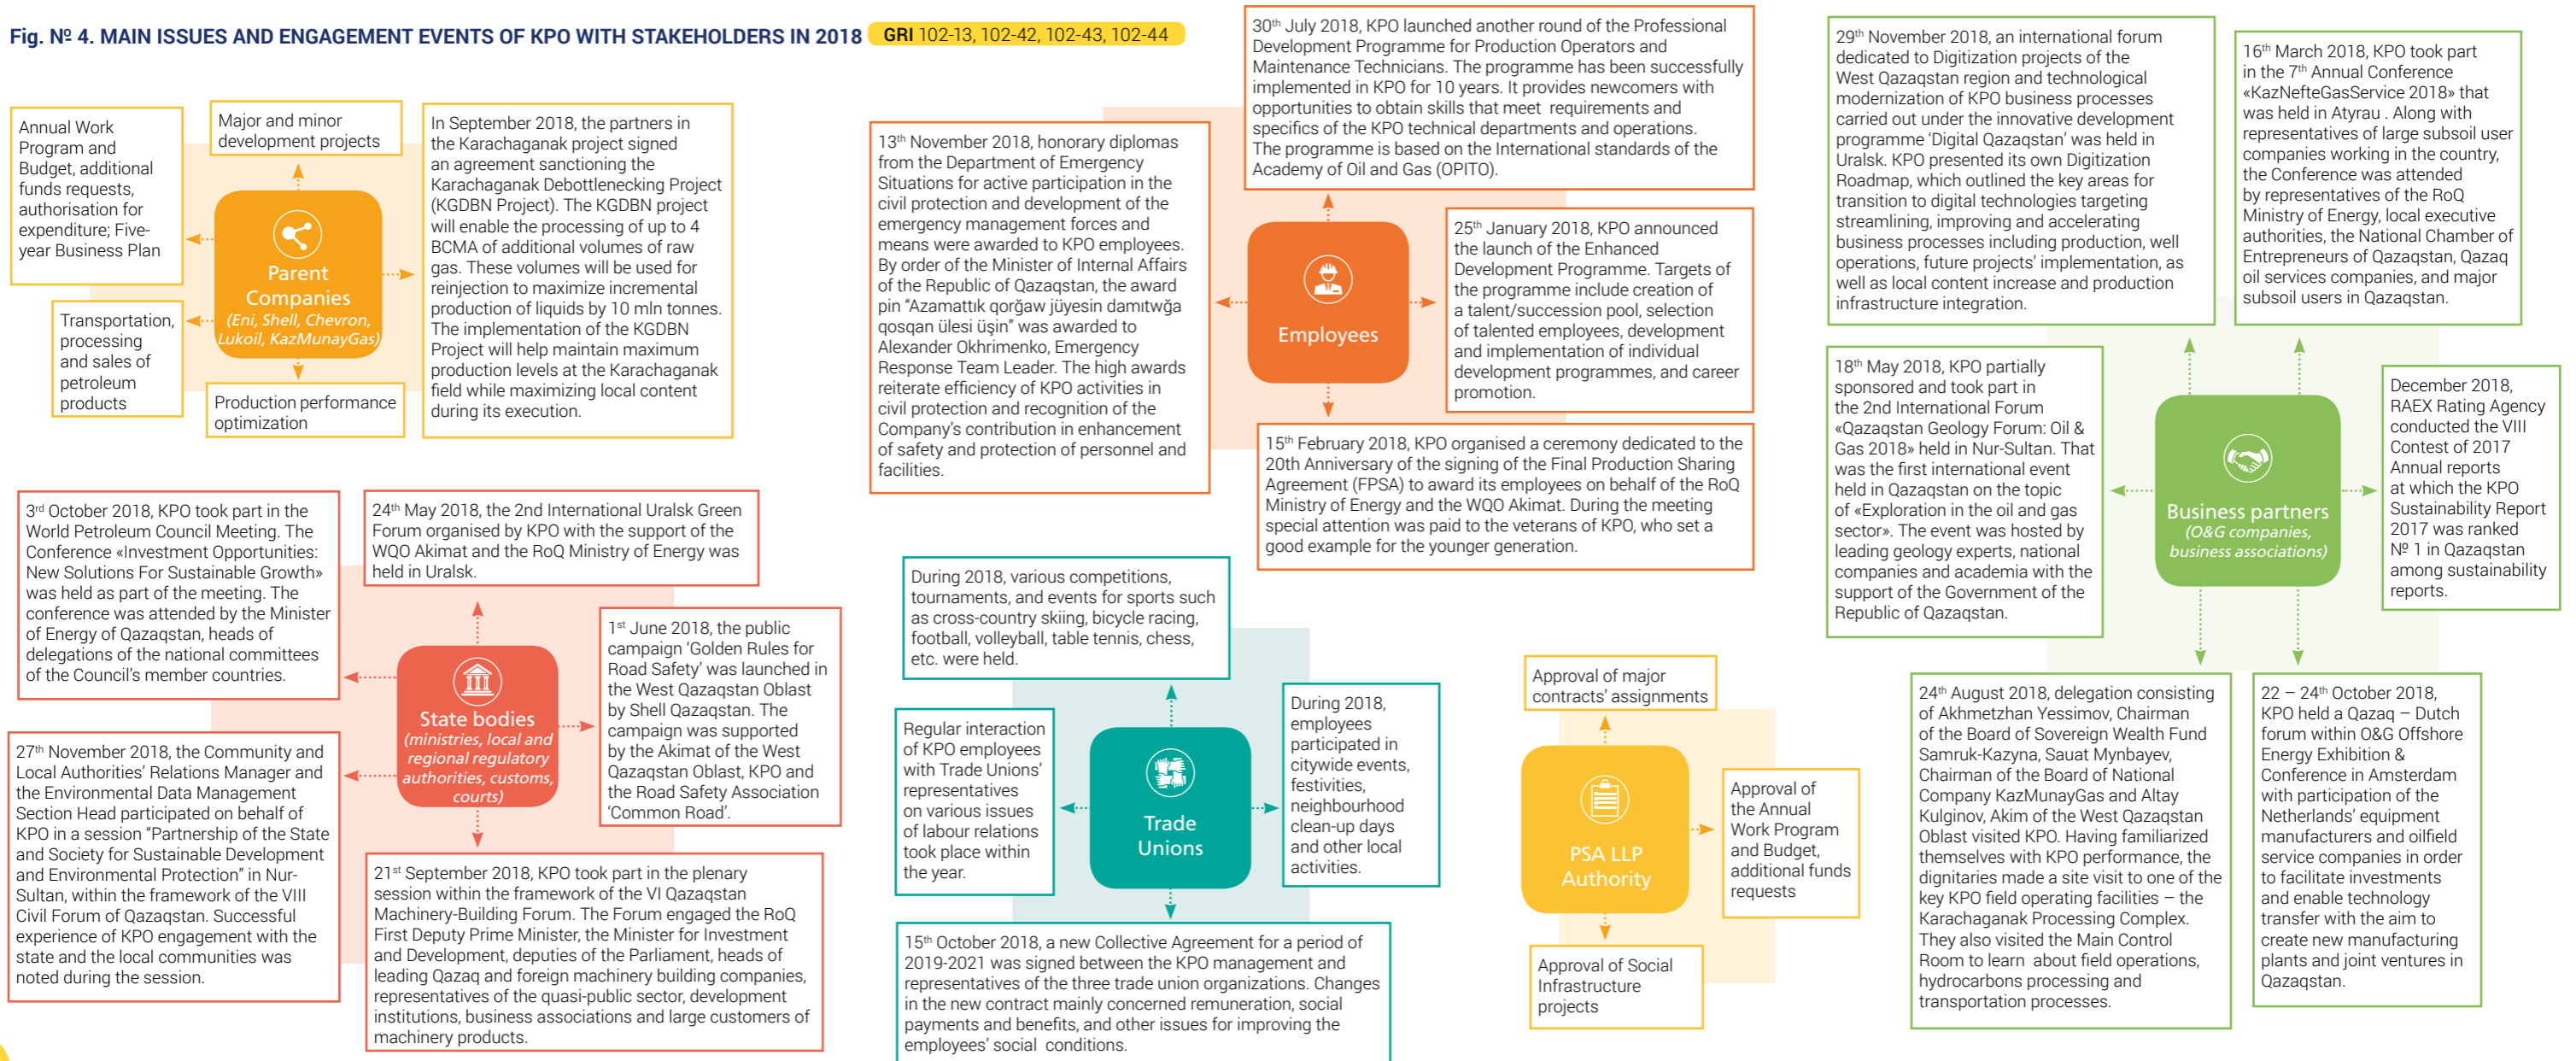 Fig. № 4. MAIN ISSUES AND ENGAGEMENT EVENTS OF KPO WITH STAKEHOLDERS IN 2018
GRI 102-13, 102-42, 102-43, 102-44
Annual Work
Program and
Budget, additional
funds requests,
authorisation for
expenditure; Five-
year Business Plan
Major and minor
development projects
Transportation,
processing
and sales of
petroleum
products
Parent
Companies
(Eni, Shell, Chevron,
Lukoil, KazMunayGas)
Production performance
optimization
In September 2018, the partners in
the Karachaganak project signed
an agreement sanctioning the
Karachaganak Debottlenecking Project
(KGDBN Project). The KGDBN project
will enable the processing of up to 4
BCMA of additional volumes of raw
gas. These volumes will be used for
reinjection to maximize incremental
production of liquids by 10 mln tonnes.
The implementation of the KGDBN
Project will help maintain maximum
production levels at the Karachaganak
field while maximizing local content
during its execution.
3rd October 2018, KPO took part in the
World Petroleum Council Meeting. The
Conference «Investment Opportunities:
New Solutions For Sustainable Growth»
was held as part of the meeting. The
conference was attended by the Minister
of Energy of Qazaqstan, heads of
delegations of the national committees
of the Council's member countries.
24th May 2018, the 2nd International Uralsk Green
Forum organised by KPO with the support of the
WQO Akimat and the RoQ Ministry of Energy was
held in Uralsk.
27th November 2018, the Community and
Local Authorities' Relations Manager and
the Environmental Data Management
Section Head participated on behalf of
KPO in a session "Partnership of the State
and Society for Sustainable Development
and Environmental Protection" in Nur-
Sultan, within the framework of the VIII
Civil Forum of Qazaqstan. Successful
experience of KPO engagement with the
state and the local communities was
noted during the session.
State bodies
(ministries, local and
regional regulatory
authorities, customs,
courts)
1st June 2018, the public
campaign 'Golden Rules for
Road Safety' was launched in
the West Qazaqstan Oblast
by Shell Qazaqstan. The
campaign was supported
by the Akimat of the West
Qazaqstan Oblast, KPO and
the Road Safety Association
'Common Road'.
21st September 2018, KPO took part in the plenary
session within the framework of the VI Qazaqstan
Machinery-Building Forum. The Forum engaged the RoQ
First Deputy Prime Minister, the Minister for Investment
and Development, deputies of the Parliament, heads of
leading Qazaq and foreign machinery building companies,
representatives of the quasi-public sector, development
institutions, business associations and large customers of
machinery products.
13th November 2018, honorary diplomas
from the Department of Emergency
Situations for active participation in the
civil protection and development of the
emergency management forces and
means were awarded to KPO employees.
By order of the Minister of Internal Affairs
of the Republic of Qazaqstan, the award
pin "Azamattık qorğaw jüyesin damıtwğa
qosqan ülesi üşin" was awarded to
Alexander Okhrimenko, Emergency
Response Team Leader. The high awards
reiterate efficiency of KPO activities in
civil protection and recognition of the
Company's contribution in enhancement
of safety and protection of personnel and
facilities.
30th July 2018, KPO launched another round of the Professional
Development Programme for Production Operators and
Maintenance Technicians. The programme has been successfully
implemented in KPO for 10 years. It provides newcomers with
opportunities to obtain skills that meet requirements and
specifics of the KPO technical departments and operations.
The programme is based on the International standards of the
Academy of Oil and Gas (OPITO).
Employees
25th January 2018, KPO announced
the launch of the Enhanced
Development Programme. Targets of
the programme include creation of
a talent/succession pool, selection
of talented employees, development
and implementation of individual
development programmes, and career
promotion.
15th February 2018, KPO organised a ceremony dedicated to the
20th Anniversary of the signing of the Final Production Sharing
Agreement (FPSA) to award its employees on behalf of the RoQ
Ministry of Energy and the WQO Akimat. During the meeting
special attention was paid to the veterans of KPO, who set a
good example for the younger generation.
During 2018, various competitions,
tournaments, and events for sports such
as cross-country skiing, bicycle racing,
football, volleyball, table tennis, chess,
etc. were held.
Regular interaction
of KPO employees
with Trade Unions'
representatives
on various issues
of labour relations
took place within
the year.
Trade
Unions
During 2018,
employees
participated in
citywide events,
festivities,
neighbourhood
clean-up days
and other local
activities.
15th October 2018, a new Collective Agreement for a period of
2019-2021 was signed between the KPO management and
representatives of the three trade union organizations. Changes
in the new contract mainly concerned remuneration, social
payments and benefits, and other issues for improving the
employees' social conditions.
Approval of major
contracts' assignments
PSA LLP
Authority
Approval of
the Annual
Work Program
and Budget,
additional funds
requests
Approval of Social
Infrastructure
projects
29th November 2018, an international forum
dedicated to Digitization projects of the
West Qazaqstan region and technological
modernization of KPO business processes
carried out under the innovative development
programme 'Digital Qazaqstan' was held in
Uralsk. KPO presented its own Digitization
Roadmap, which outlined the key areas for
transition to digital technologies targeting
streamlining, improving and accelerating
business processes including production, well
operations, future projects' implementation, as
well as local content increase and production
infrastructure integration.
16th March 2018, KPO took part
in the 7th Annual Conference
«KazNefteGasService 2018» that
was held in Atyrau . Along with
representatives of large subsoil user
companies working in the country,
the Conference was attended
by representatives of the RoQ
Ministry of Energy, local executive
authorities, the National Chamber of
Entrepreneurs of Qazaqstan, Qazaq
oil services companies, and major
subsoil users in Qazaqstan.
18th May 2018, KPO partially
sponsored and took part in
the 2nd International Forum
«Qazaqstan Geology Forum: Oil &
Gas 2018» held in Nur-Sultan. That
was the first international event
held in Qazaqstan on the topic
of «Exploration in the oil and gas
sector». The event was hosted by
leading geology experts, national
companies and academia with the
support of the Government of the
Republic of Qazaqstan.
Business partners
(O&G companies,
business associations)
December 2018,
RAEX Rating Agency
conducted the VIII
Contest of 2017
Annual reports
at which the KPO
Sustainability Report
2017 was ranked
№ 1 in Qazaqstan
among sustainability
reports.
24th August 2018, delegation consisting
of Akhmetzhan Yessimov, Chairman
of the Board of Sovereign Wealth Fund
Samruk-Kazyna, Sauat Mynbayev,
Chairman of the Board of National
Company KazMunayGas and Altay
Kulginov, Akim of the West Qazaqstan
Oblast visited KPO. Having familiarized
themselves with KPO performance, the
dignitaries made a site visit to one of the
key KPO field operating facilities – the
Karachaganak Processing Complex.
They also visited the Main Control
Room to learn about field operations,
hydrocarbons processing and
transportation processes.
22 – 24th October 2018,
KPO held a Qazaq – Dutch
forum within O&G Offshore
Energy Exhibition &
Conference in Amsterdam
with participation of the
Netherlands' equipment
manufacturers and oilfield
service companies in order
to facilitate investments
and enable technology
transfer with the aim to
create new manufacturing
plants and joint ventures in
Qazaqstan.